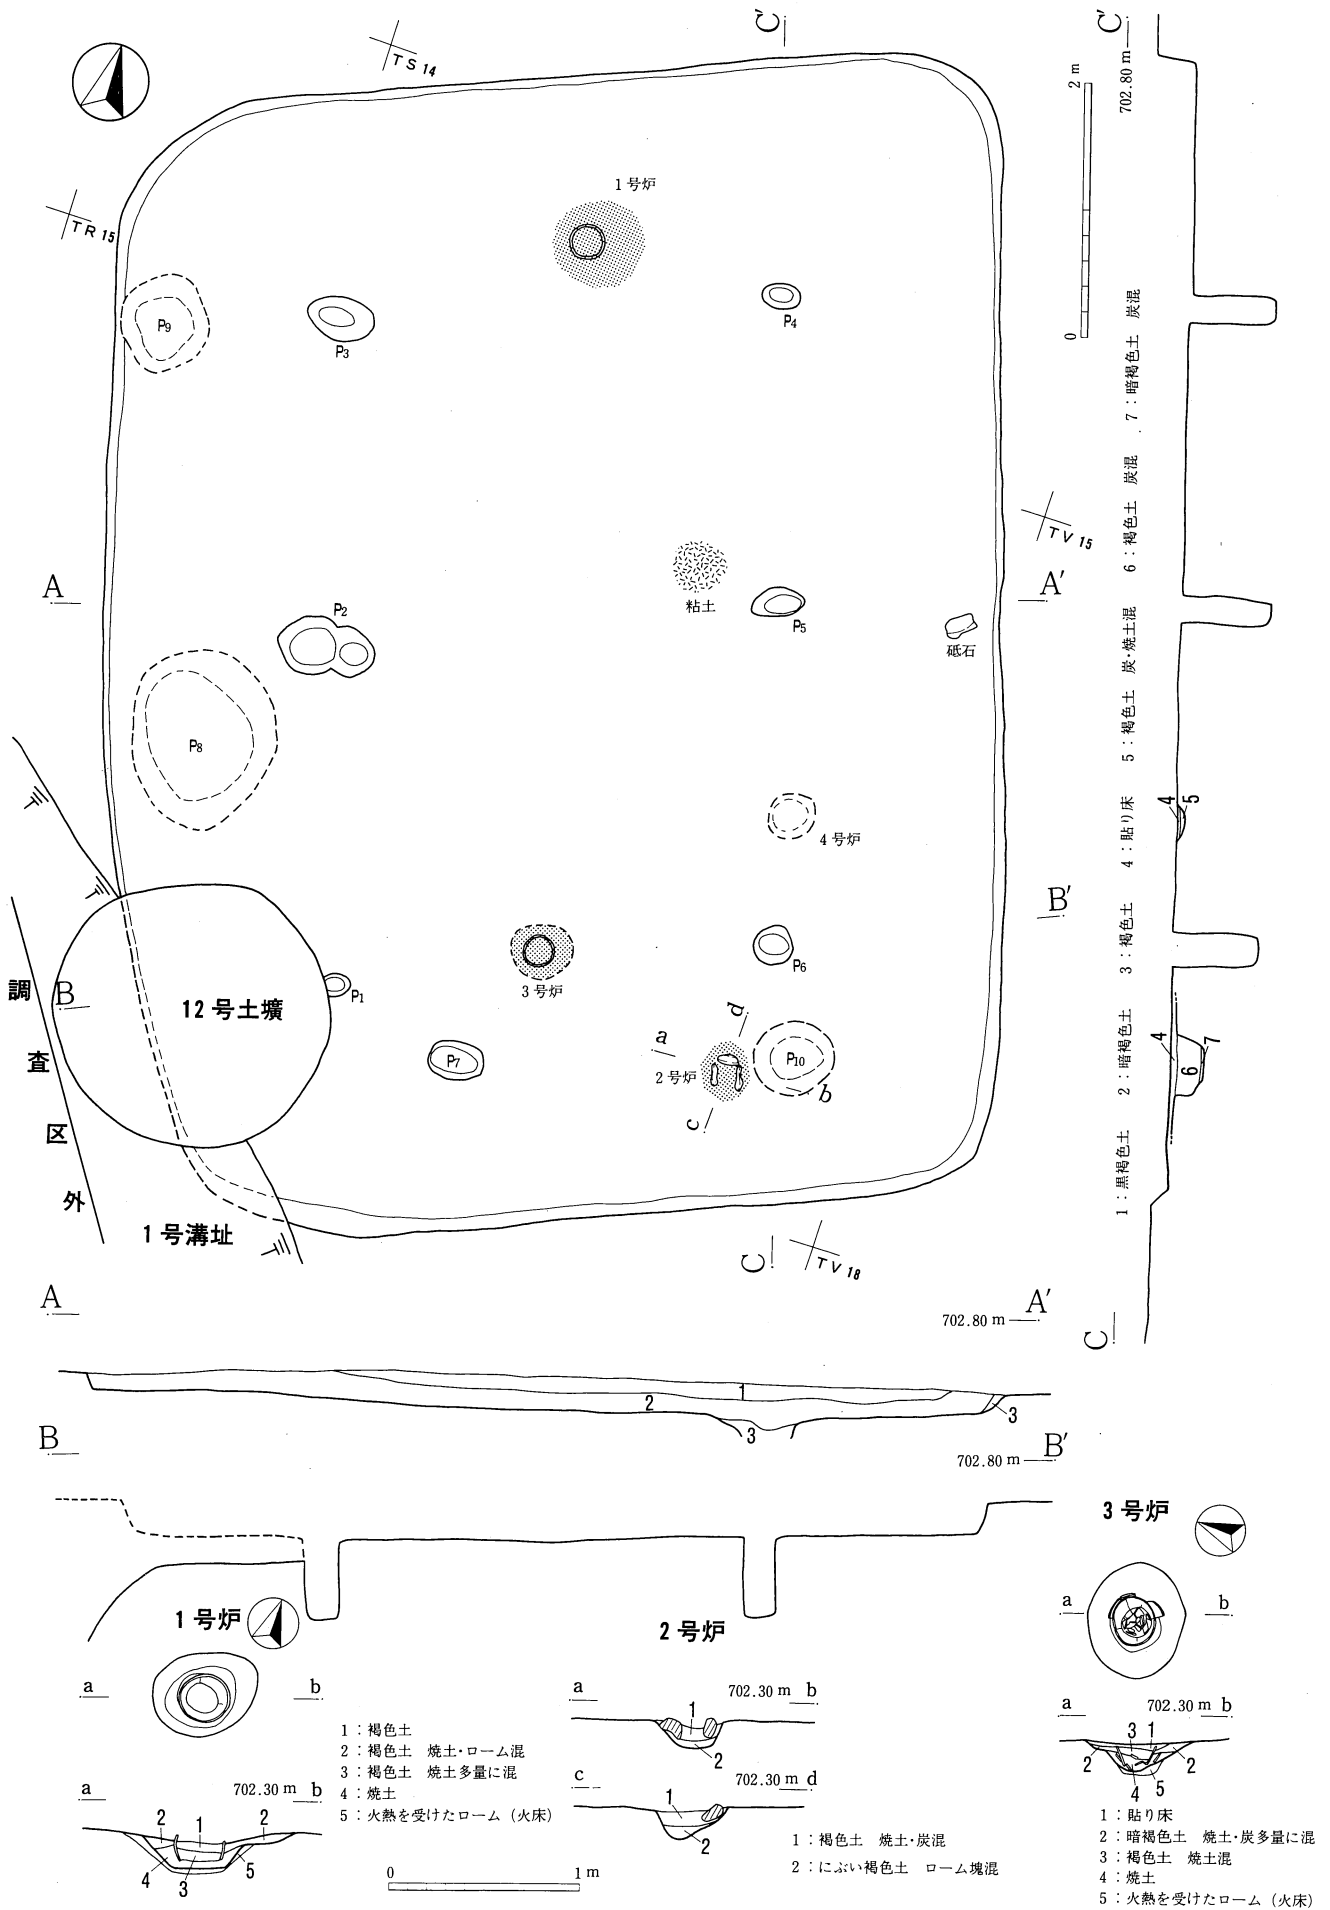 C′
TS14
TR15
1号炉
P9
P3
P4
TV15
A
A′
粘土
P5
砥石
P2
P8
4号炉
B′
B
12号土壙
P1
3号炉
P6
d
a
2号炉
P10
b
c
P7
調査区外
1号溝址
C
TV18
2 m
0
C′
702.80 m
1：黒褐色土　2：暗褐色土　3：褐色土　4：貼り床　5：褐色土　炭・焼土混　6：褐色土　炭混　7：暗褐色土　炭混
4
5
4
6
7
C
A
702.80 m
A′
1
2
3
3
B
702.80 m
B′
1号炉
a
b
a
702.30 m b
2
1
2
4
3
5
1：褐色土
2：褐色土　焼土・ローム混
3：褐色土　焼土多量に混
4：焼土
5：火熱を受けたローム（火床）
0
1 m
2号炉
a
702.30 m b
1
2
c
702.30 m d
1
2
1：褐色土　焼土・炭混
2：にぶい褐色土　ローム塊混
3号炉
a
b
a
702.30 m b
3 1
2
2
4
5
1：貼り床
2：暗褐色土　焼土・炭多量に混
3：褐色土　焼土混
4：焼土
5：火熱を受けたローム（火床）